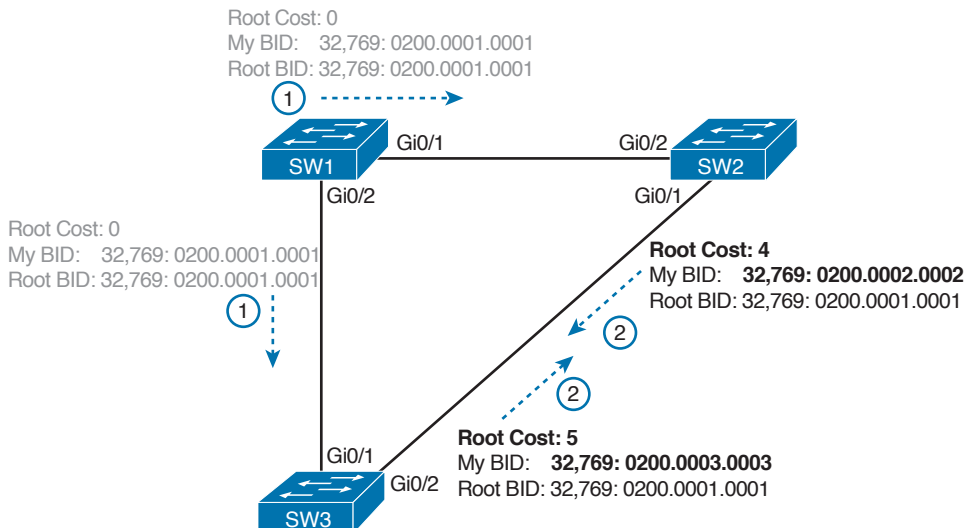 Root Cost: 0
My BID: 32,769: 0200.0001.0001
Root BID: 32,769: 0200.0001.0001
1
Gi0/1
Gi0/2
SW1
SW2
Gi0/2
Gi0/1
Root Cost: 0
My BID: 32,769: 0200.0001.0001
Root BID: 32,769: 0200.0001.0001
1
Root Cost: 4
My BID: 32,769: 0200.0002.0002
Root BID: 32,769: 0200.0001.0001
2
2
Root Cost: 5
My BID: 32,769: 0200.0003.0003
Root BID: 32,769: 0200.0001.0001
Gi0/1
Gi0/2
SW3